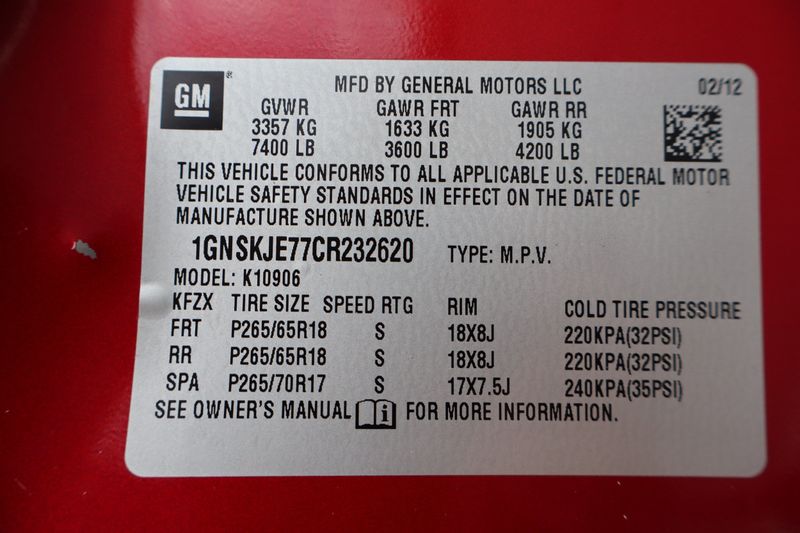 GM ® MFD BY GENERAL MOTORS LLC 02/12
GVWR GAWR FRT GAWR RR
3357 KG 1633 KG 1905 KG
7400 LB 3600 LB 4200 LB
THIS VEHICLE CONFORMS TO ALL APPLICABLE U.S. FEDERAL MOTOR
VEHICLE SAFETY STANDARDS IN EFFECT ON THE DATE OF
MANUFACTURE SHOWN ABOVE.
1GNSKJE77CR232620 TYPE: M.P.V.
MODEL: K10906
KFZX TIRE SIZE SPEED RTG RIM COLD TIRE PRESSURE
FRT P265/65R18 S 18X8J 220KPA(32PSI)
RR P265/65R18 S 18X8J 220KPA(32PSI)
SPA P265/70R17 S 17X7.5J 240KPA(35PSI)
SEE OWNER'S MANUAL i FOR MORE INFORMATION.